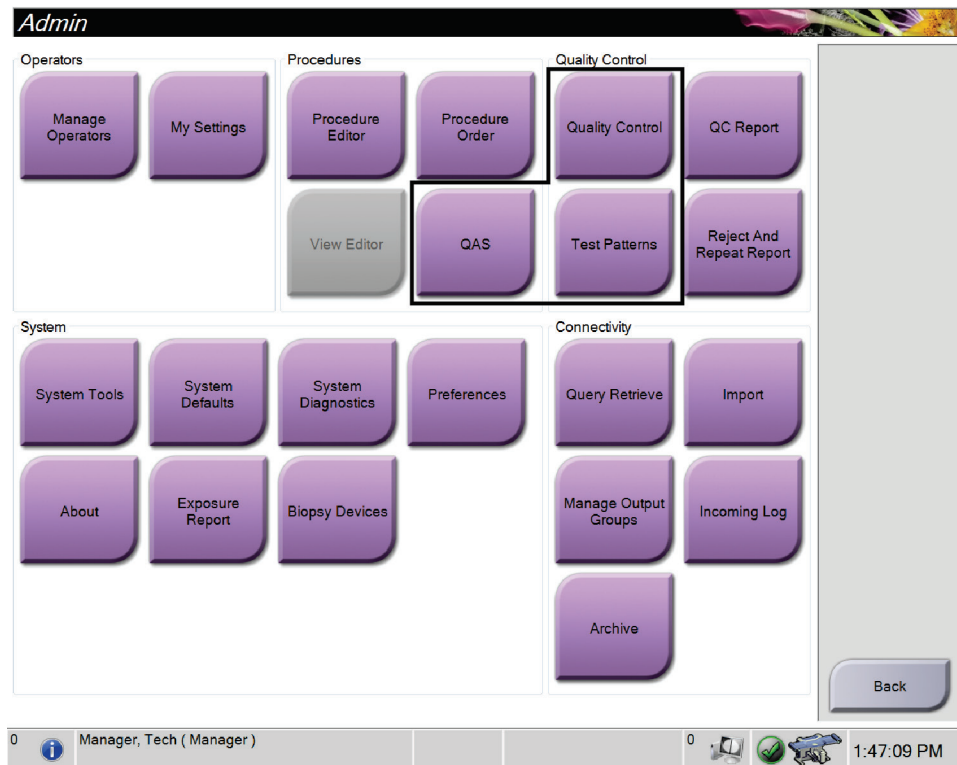 Admin
Operators
Manage
Operators
My Settings
Procedures
Procedure
Editor
Procedure
Order
View Editor
QAS
Quality Control
Quality Control
QC Report
Test Patterns
Reject And
Repeat Report
System
System Tools
System
Defaults
System
Diagnostics
Preferences
About
Exposure
Report
Biopsy Devices
Connectivity
Query Retrieve
Import
Manage Output
Groups
Incoming Log
Archive
Back
0
Manager, Tech ( Manager )
0
1:47:09 PM